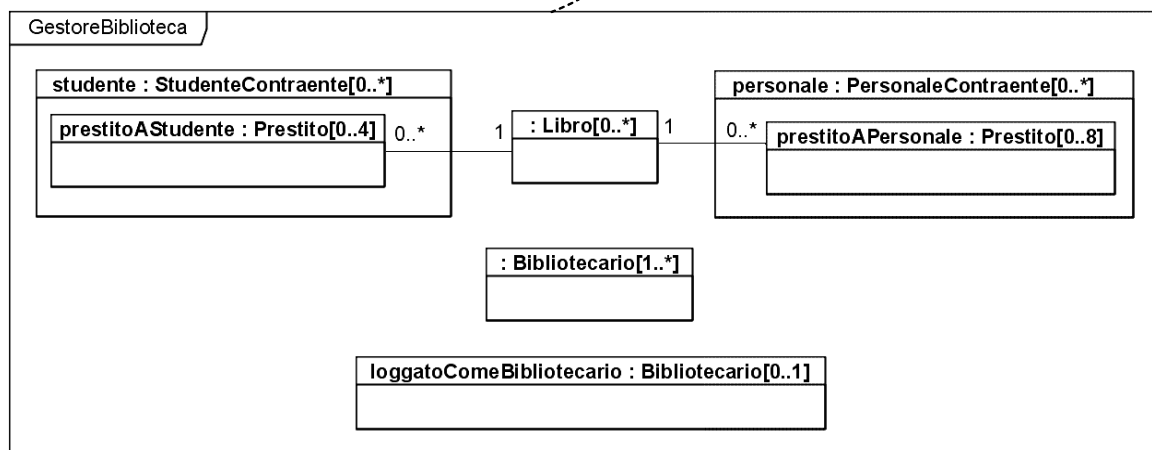 GestoreBiblioteca
studente : StudenteContraente[0..*]
prestitoAStudente : Prestito[0..4]
0..*
1
: Libro[0..*]
1
0..*
personale : PersonaleContraente[0..*]
prestitoAPersonale : Prestito[0..8]
: Bibliotecario[1..*]
loggatoComeBibliotecario : Bibliotecario[0..1]